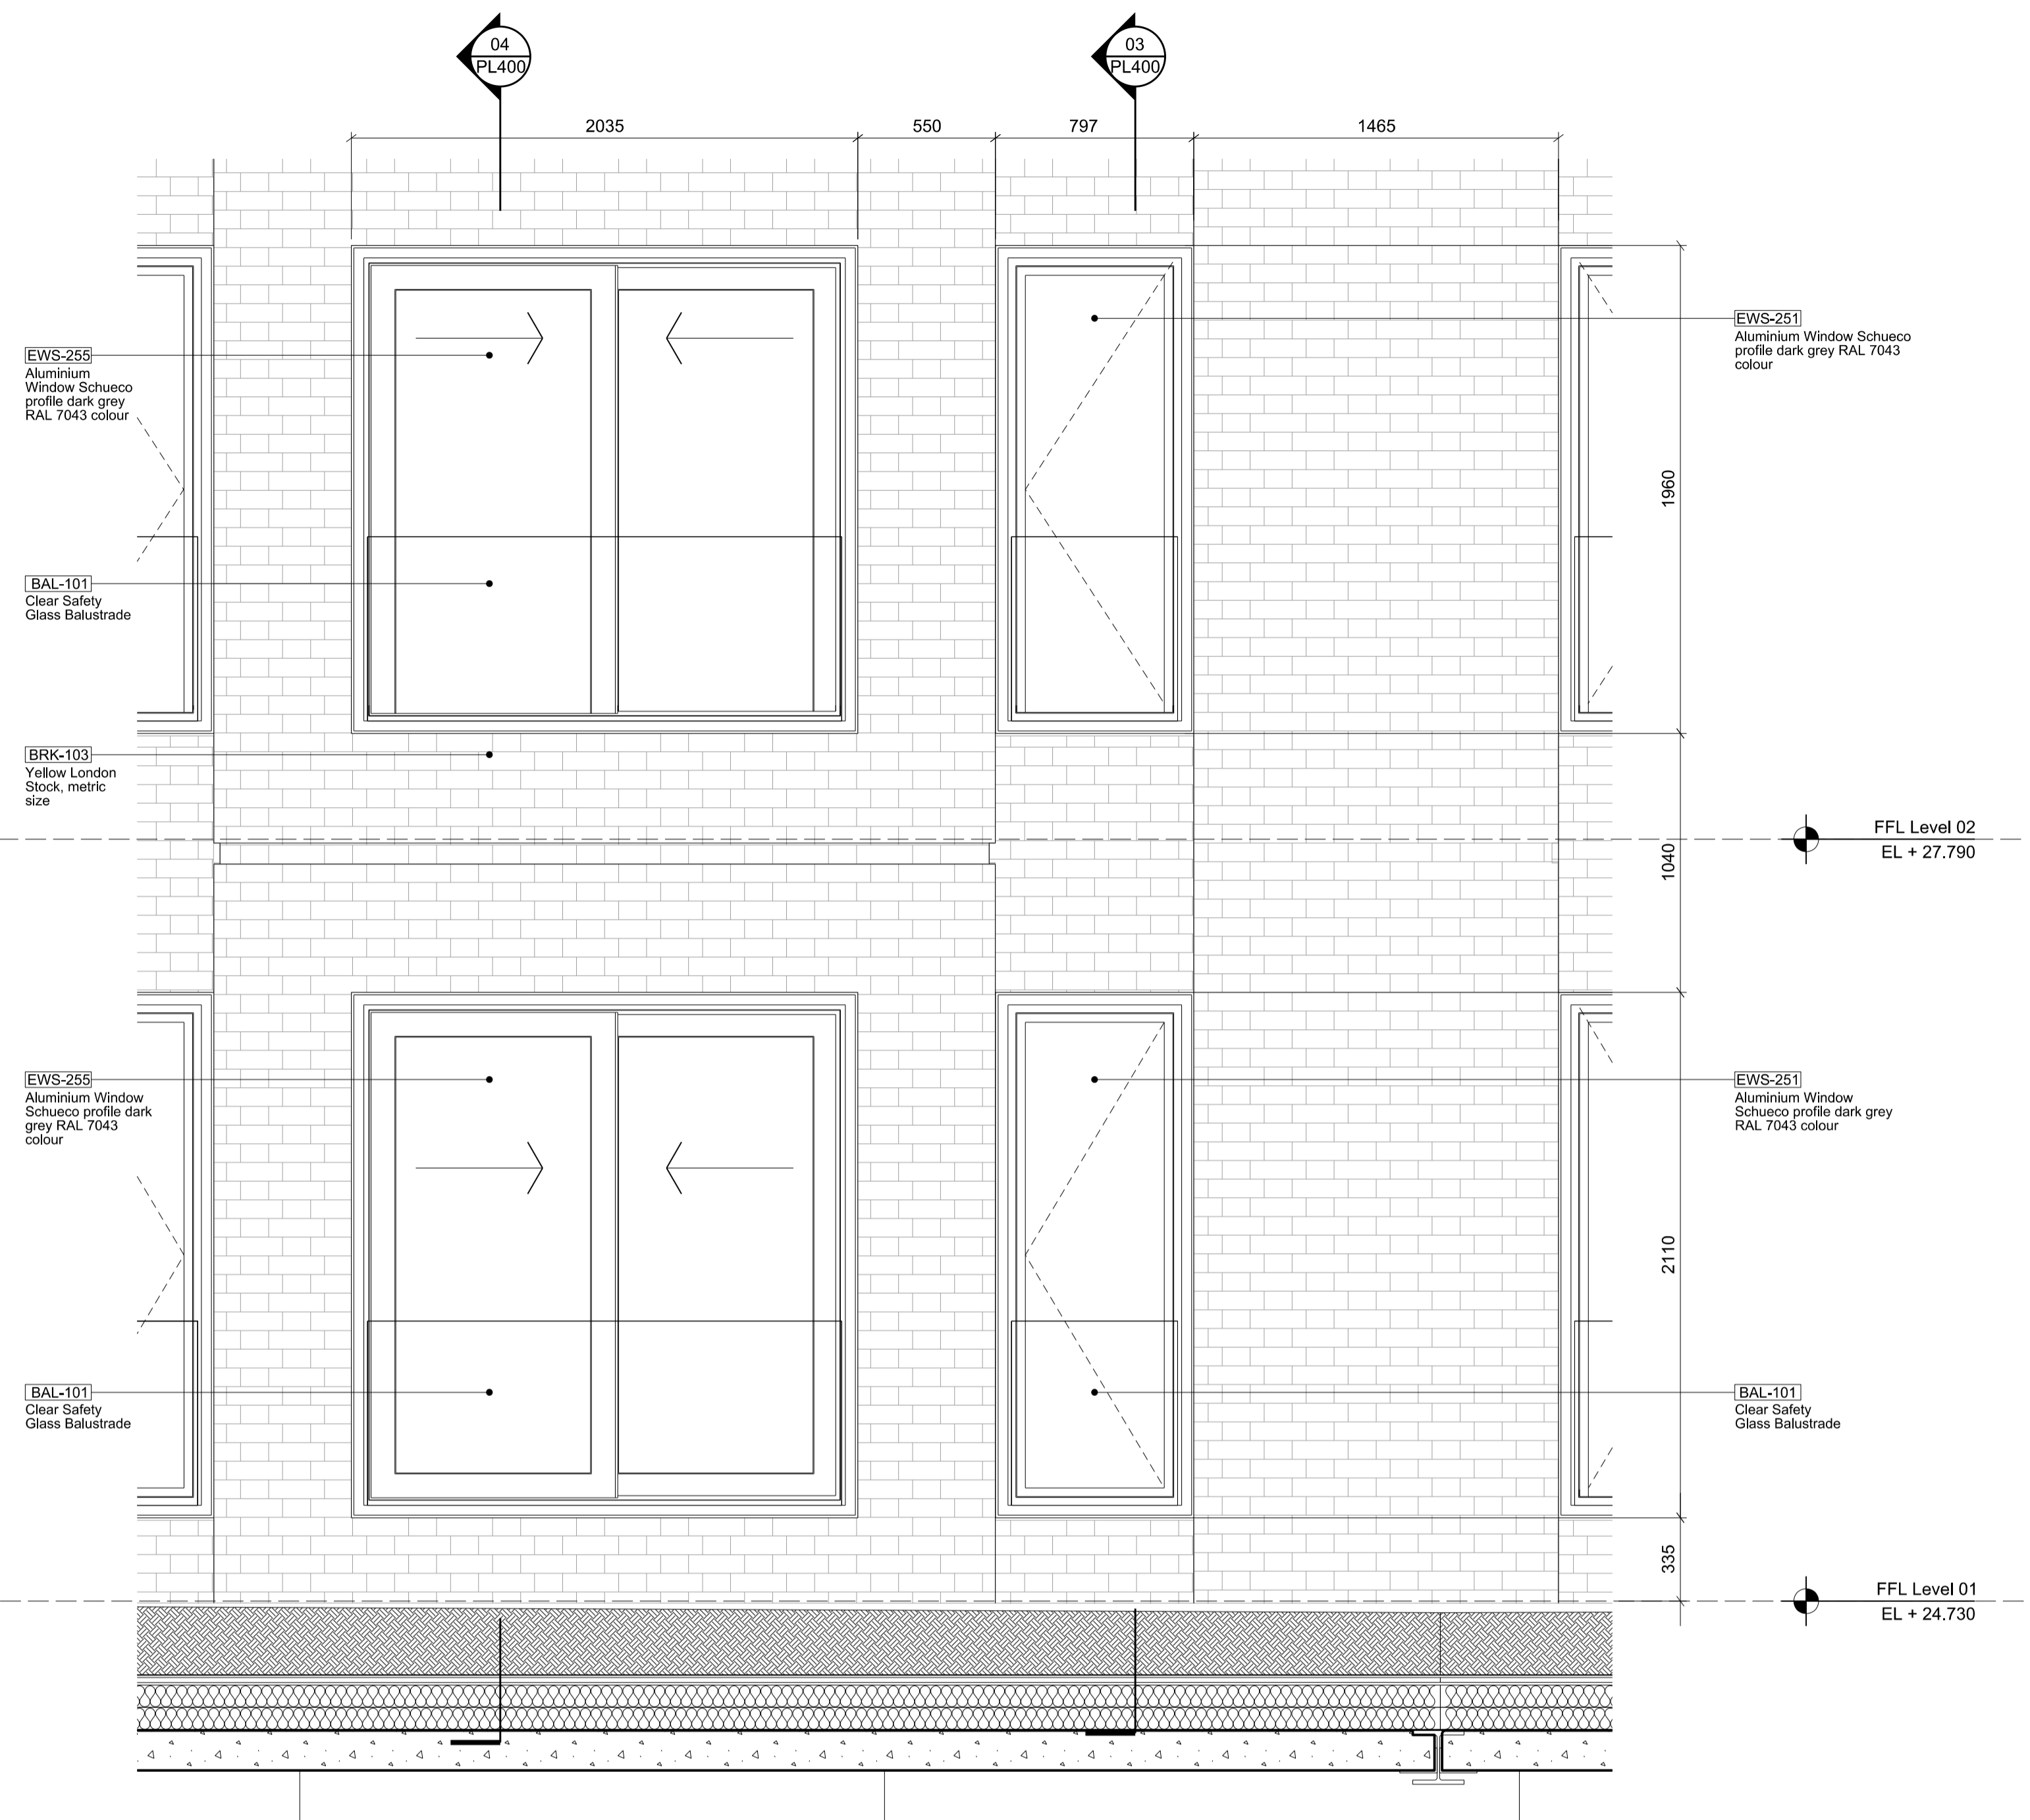 04
PL400
03
PL400
2035
550
797
1465
EWS-255
Aluminium
Window Schueco
profile dark grey
RAL 7043 colour
EWS-251
Aluminium Window Schueco
profile dark grey RAL 7043
colour
1960
BAL-101
Clear Safety
Glass Balustrade
BRK-103
Yellow London
Stock, metric
size
FFL Level 02
EL + 27.790
1040
EWS-255
Aluminium Window
Schueco profile dark
grey RAL 7043
colour
EWS-251
Aluminium Window
Schueco profile dark grey
RAL 7043 colour
2110
BAL-101
Clear Safety
Glass Balustrade
BAL-101
Clear Safety
Glass Balustrade
335
FFL Level 01
EL + 24.730